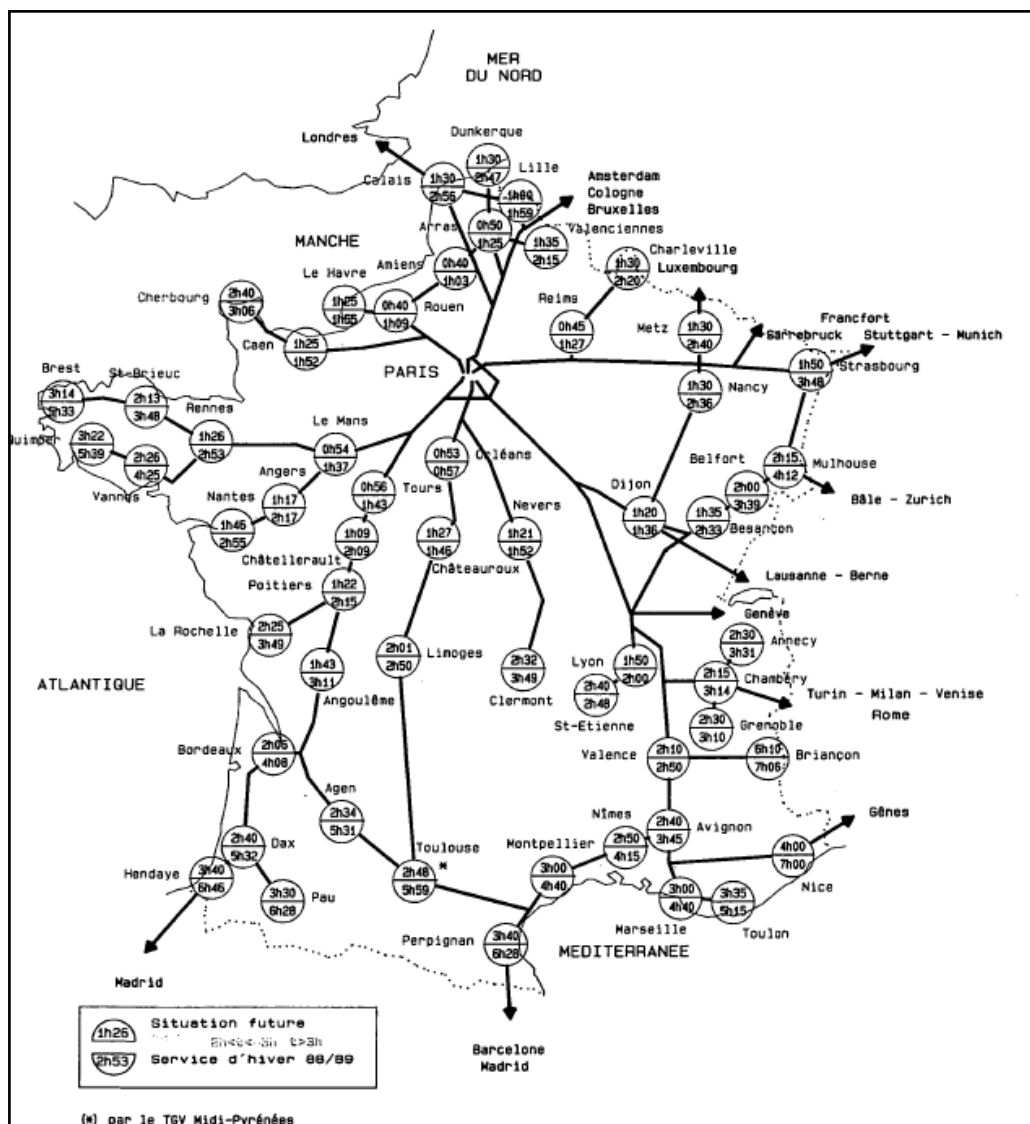 MER
DU NORD
Dunkerque
Londres
1h30
2h47
Lille
Calais
1h30
2h56
1h59
Amsterdam
Cologne
Bruxelles
Arras
0h50
1h25
Valenciennes
1h35
2h15
MANCHE
Amiens
0h40
1h03
Charleville
1h30
2h20
Luxembourg
Le Havre
1h25
Cherbourg
2h40
3h06
0h40
1h09
Rouen
Reims
0h45
1h27
Metz
1h30
2h40
Francfort
Sarrebruck
Stuttgart - Munich
Caen
1h25
1h52
PARIS
1h50
3h48
Strasbourg
Brest
3h14
5h33
St-Brieuc
2h13
3h48
Rennes
1h26
2h53
1h30
2h36
Nancy
Le Mans
0h54
1h37
Quimper
3h22
5h39
2h26
4h25
Vannes
Angers
1h17
2h17
0h53
0h57
Orléans
Belfort
2h00
3h39
2h15
4h12
Mulhouse
Bâle - Zurich
Nantes
1h46
2h55
0h56
1h43
Tours
Nevers
1h21
1h52
Dijon
1h20
1h36
1h35
2h33
Besançon
Châtellerault
1h09
2h09
1h27
1h46
Châteauroux
Lausanne - Berne
Poitiers
1h22
2h15
Genève
La Rochelle
2h25
3h49
2h01
2h50
Limoges
2h30
3h31
Annecy
ATLANTIQUE
1h43
3h11
Angoulême
2h32
3h49
Clermont
Lyon
1h50
2h00
2h40
2h48
St-Etienne
2h15
3h14
Chambéry
Turin - Milan - Venise
Rome
2h30
3h10
Grenoble
Bordeaux
2h06
4h08
Valence
2h10
2h50
6h10
7h06
Briançon
Agen
2h34
5h31
Nîmes
2h50
4h15
2h40
3h45
Avignon
Gênes
Dax
2h40
5h32
Toulouse
*
2h48
5h59
Montpellier
3h00
4h40
4h00
7h00
Nice
Hendaye
3h40
6h46
3h30
6h28
Pau
3h00
4h40
Marseille
3h35
5h15
Toulon
Perpignan
3h40
6h28
MEDITERRANEE
Madrid
Barcelone
Madrid
1h26
Situation future
2h53
Service d'hiver 88/89
(*) par le TGV Midi-Pyrénées